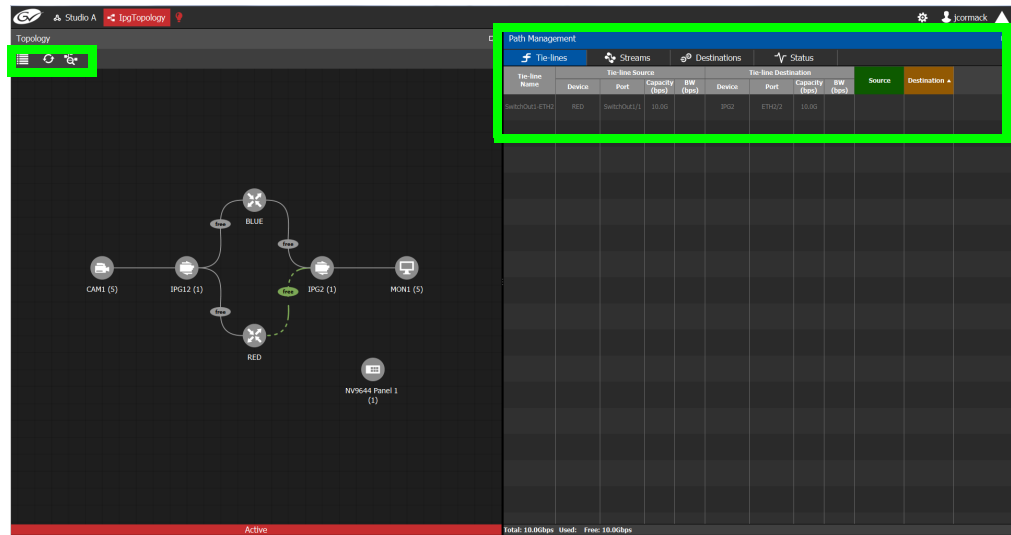 GV Studio A IpgTopology jcormack
Topology
Path Management
Tie-lines Streams Destinations Status
Tie-line Name Tie-line Source Tie-line Destination Source Destination
Device Port Capacity (bps) BW (bps) Device Port Capacity (bps) BW (bps)
SwitchOut1-ETH2 RED SwitchOut1/1 10.0G IPG2 ETH2/2 10.0G
free
BLUE
free
CAM1 (5) IPG12 (1) free IPG2 (1) MON1 (5)
free
RED
NV9644 Panel 1
(1)
Active
Total: 10.0Gbps Used: Free: 10.0Gbps